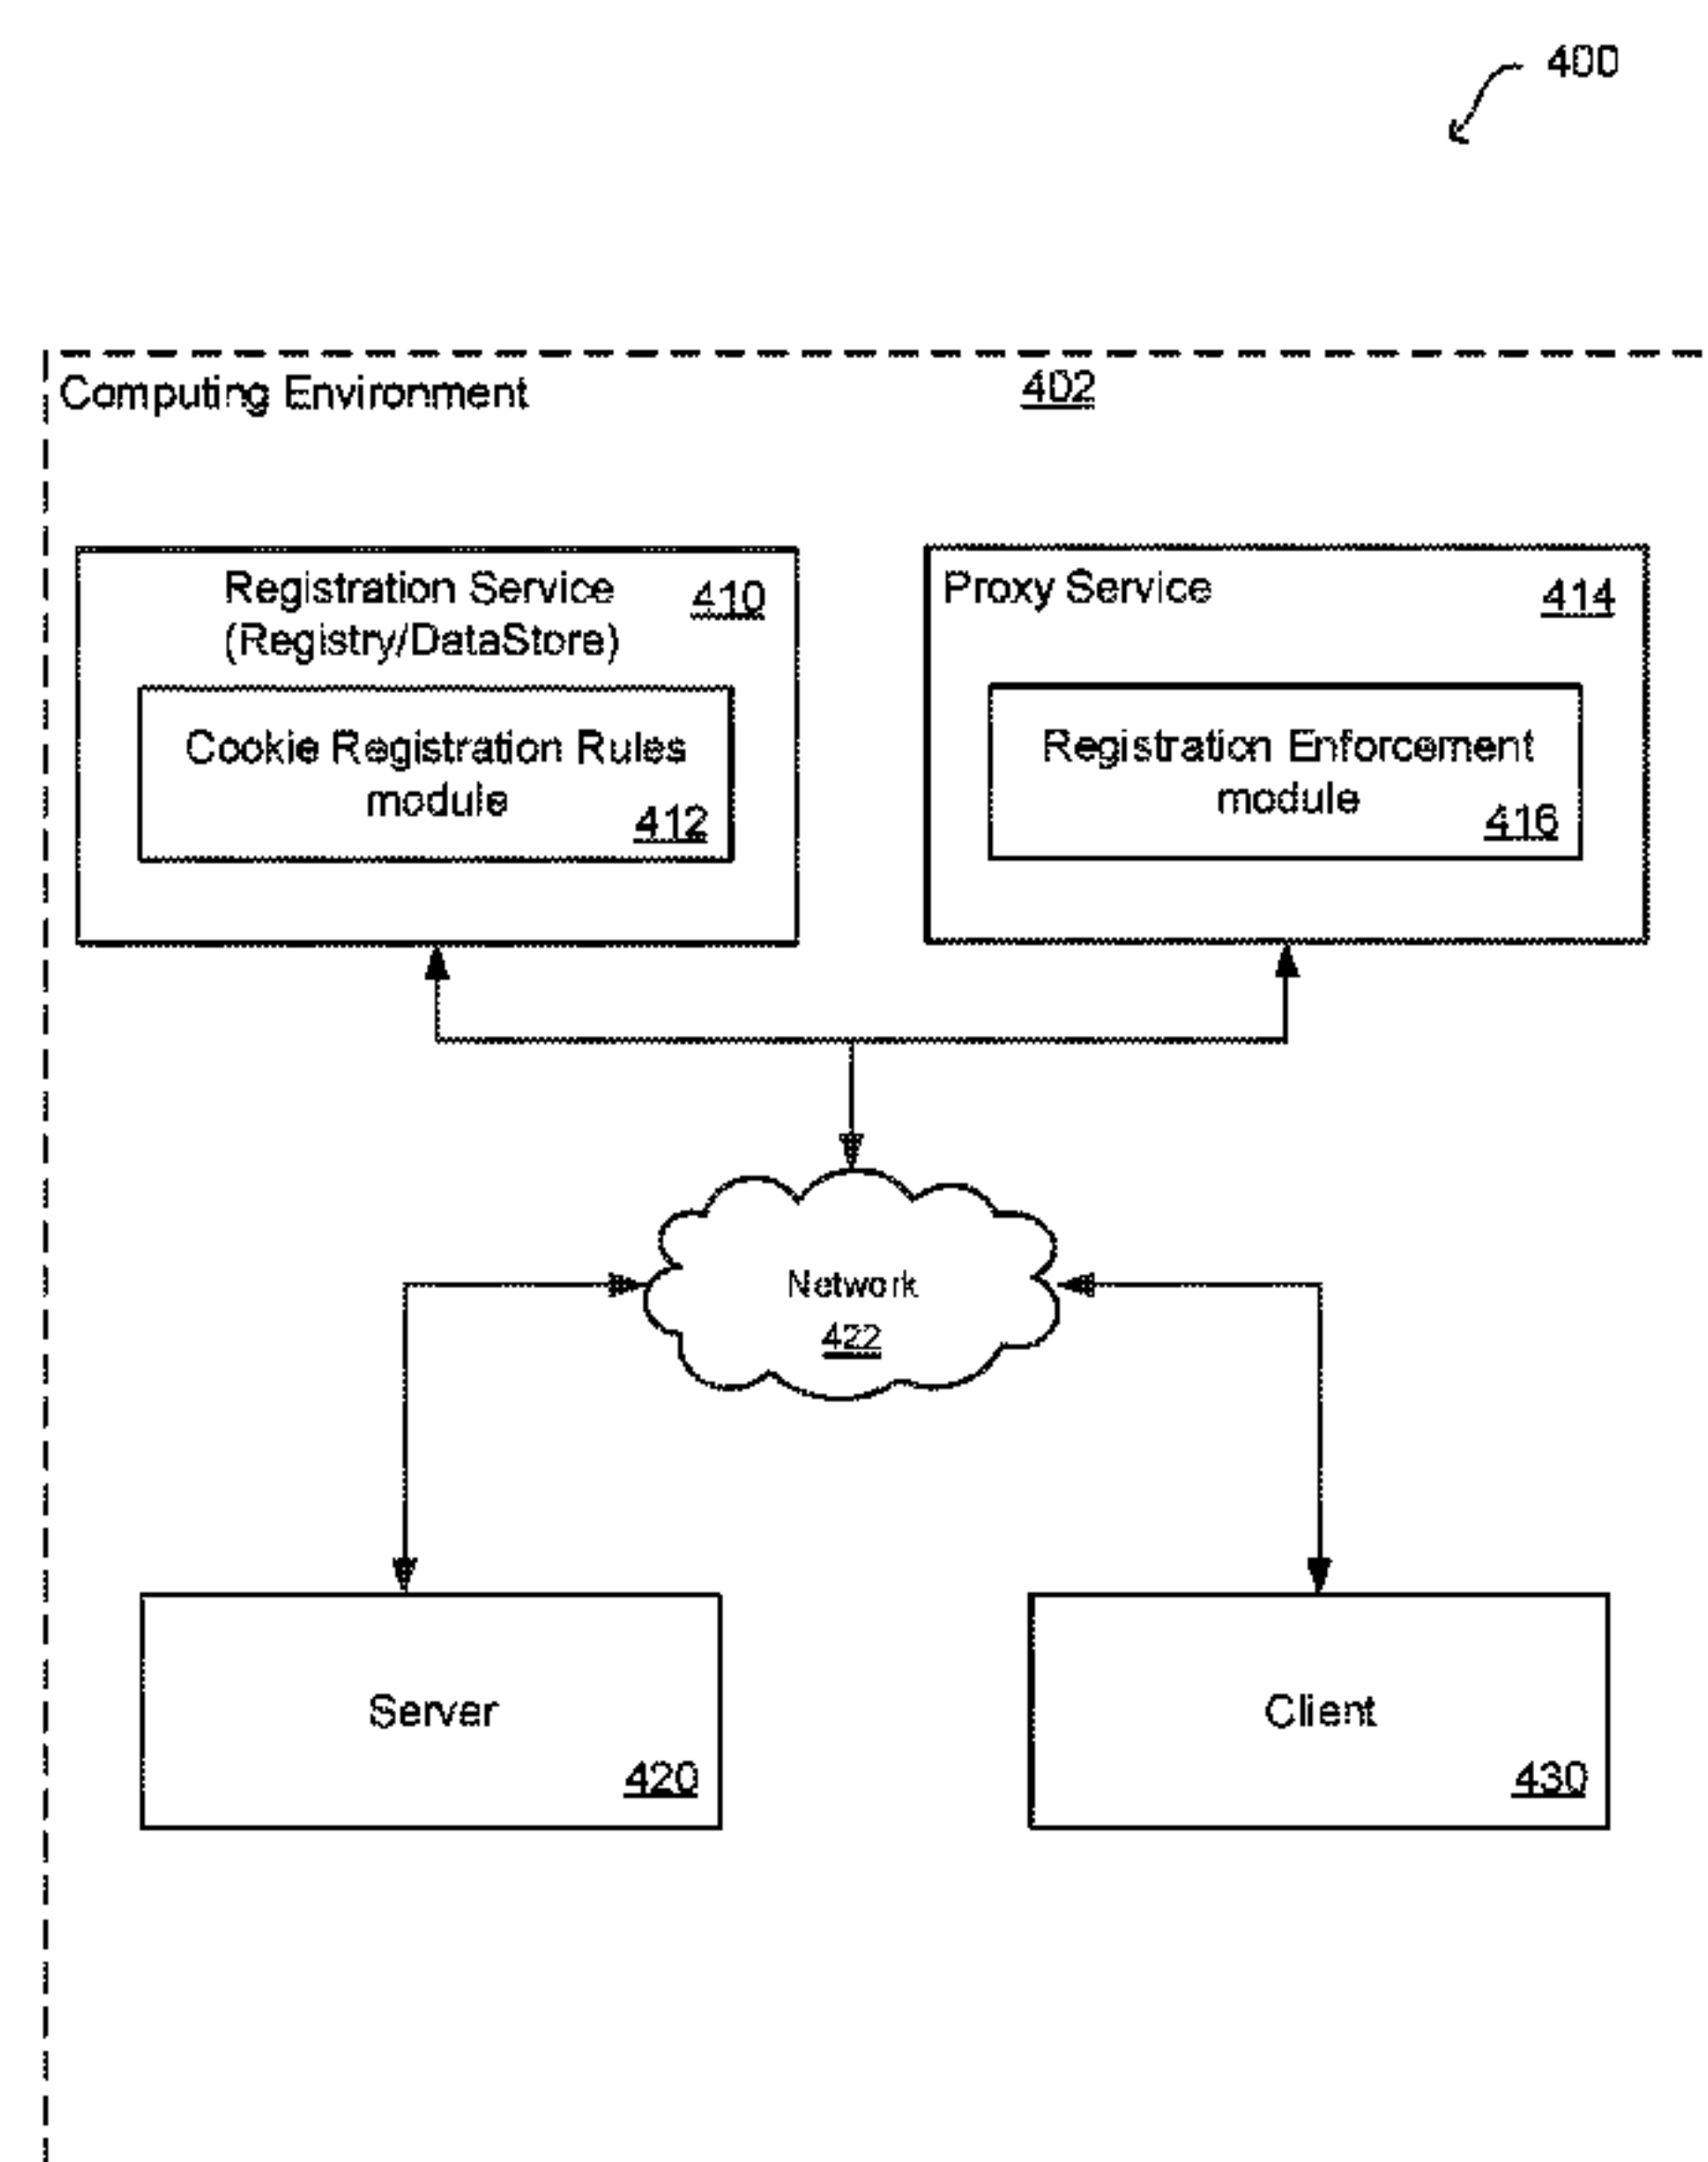 400
Computing Environment 402
Registration Service 410
(Registry/DataStore)
Cookie Registration Rules
module 412
Proxy Service 414
Registration Enforcement
module 416
Network
422
Server
420
Client
430